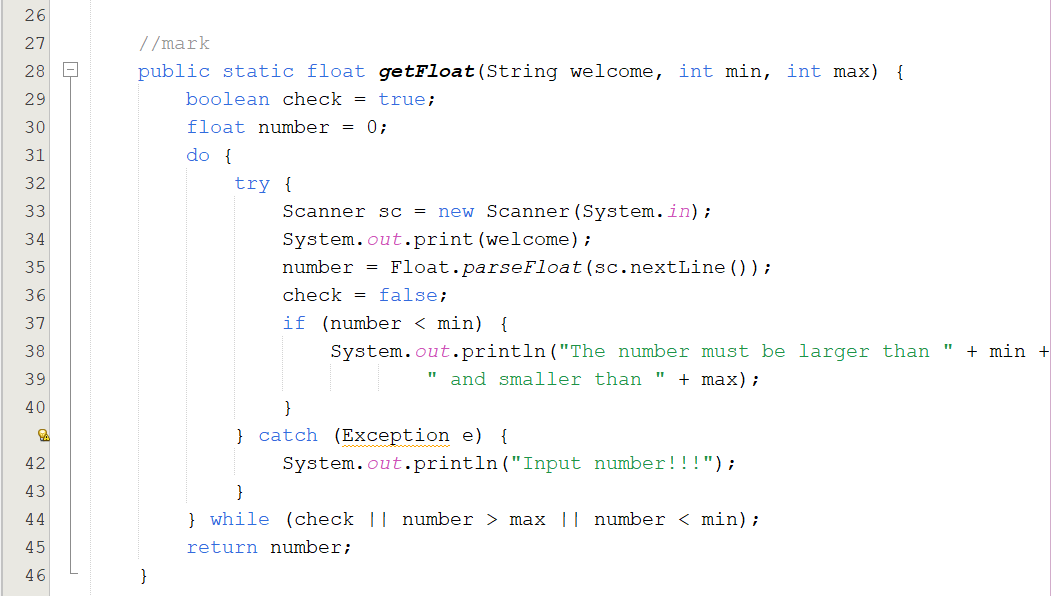 26
27 //mark
28 public static float getFloat(String welcome, int min, int max) {
29 boolean check = true;
30 float number = 0;
31 do {
32 try {
33 Scanner sc = new Scanner(System.in);
34 System.out.print(welcome);
35 number = Float.parseFloat(sc.nextLine());
36 check = false;
37 if (number < min) {
38 System.out.println("The number must be larger than " + min +
39 " and smaller than " + max);
40 }
} catch (Exception e) {
42 System.out.println("Input number!!!");
43 }
44 } while (check || number > max || number < min);
45 return number;
46 }